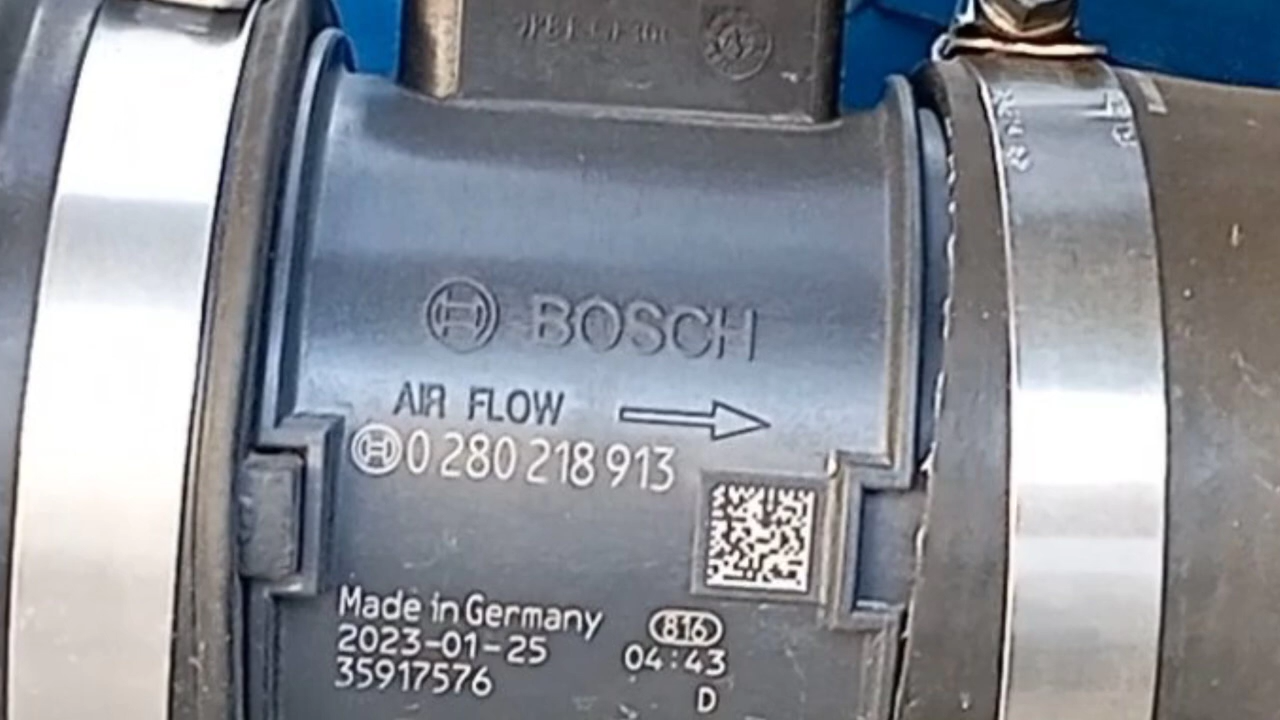 BOSCH
AIR FLOW
0 280 218 913
Made in Germany
2023-01-25
816
35917576
04:43
D